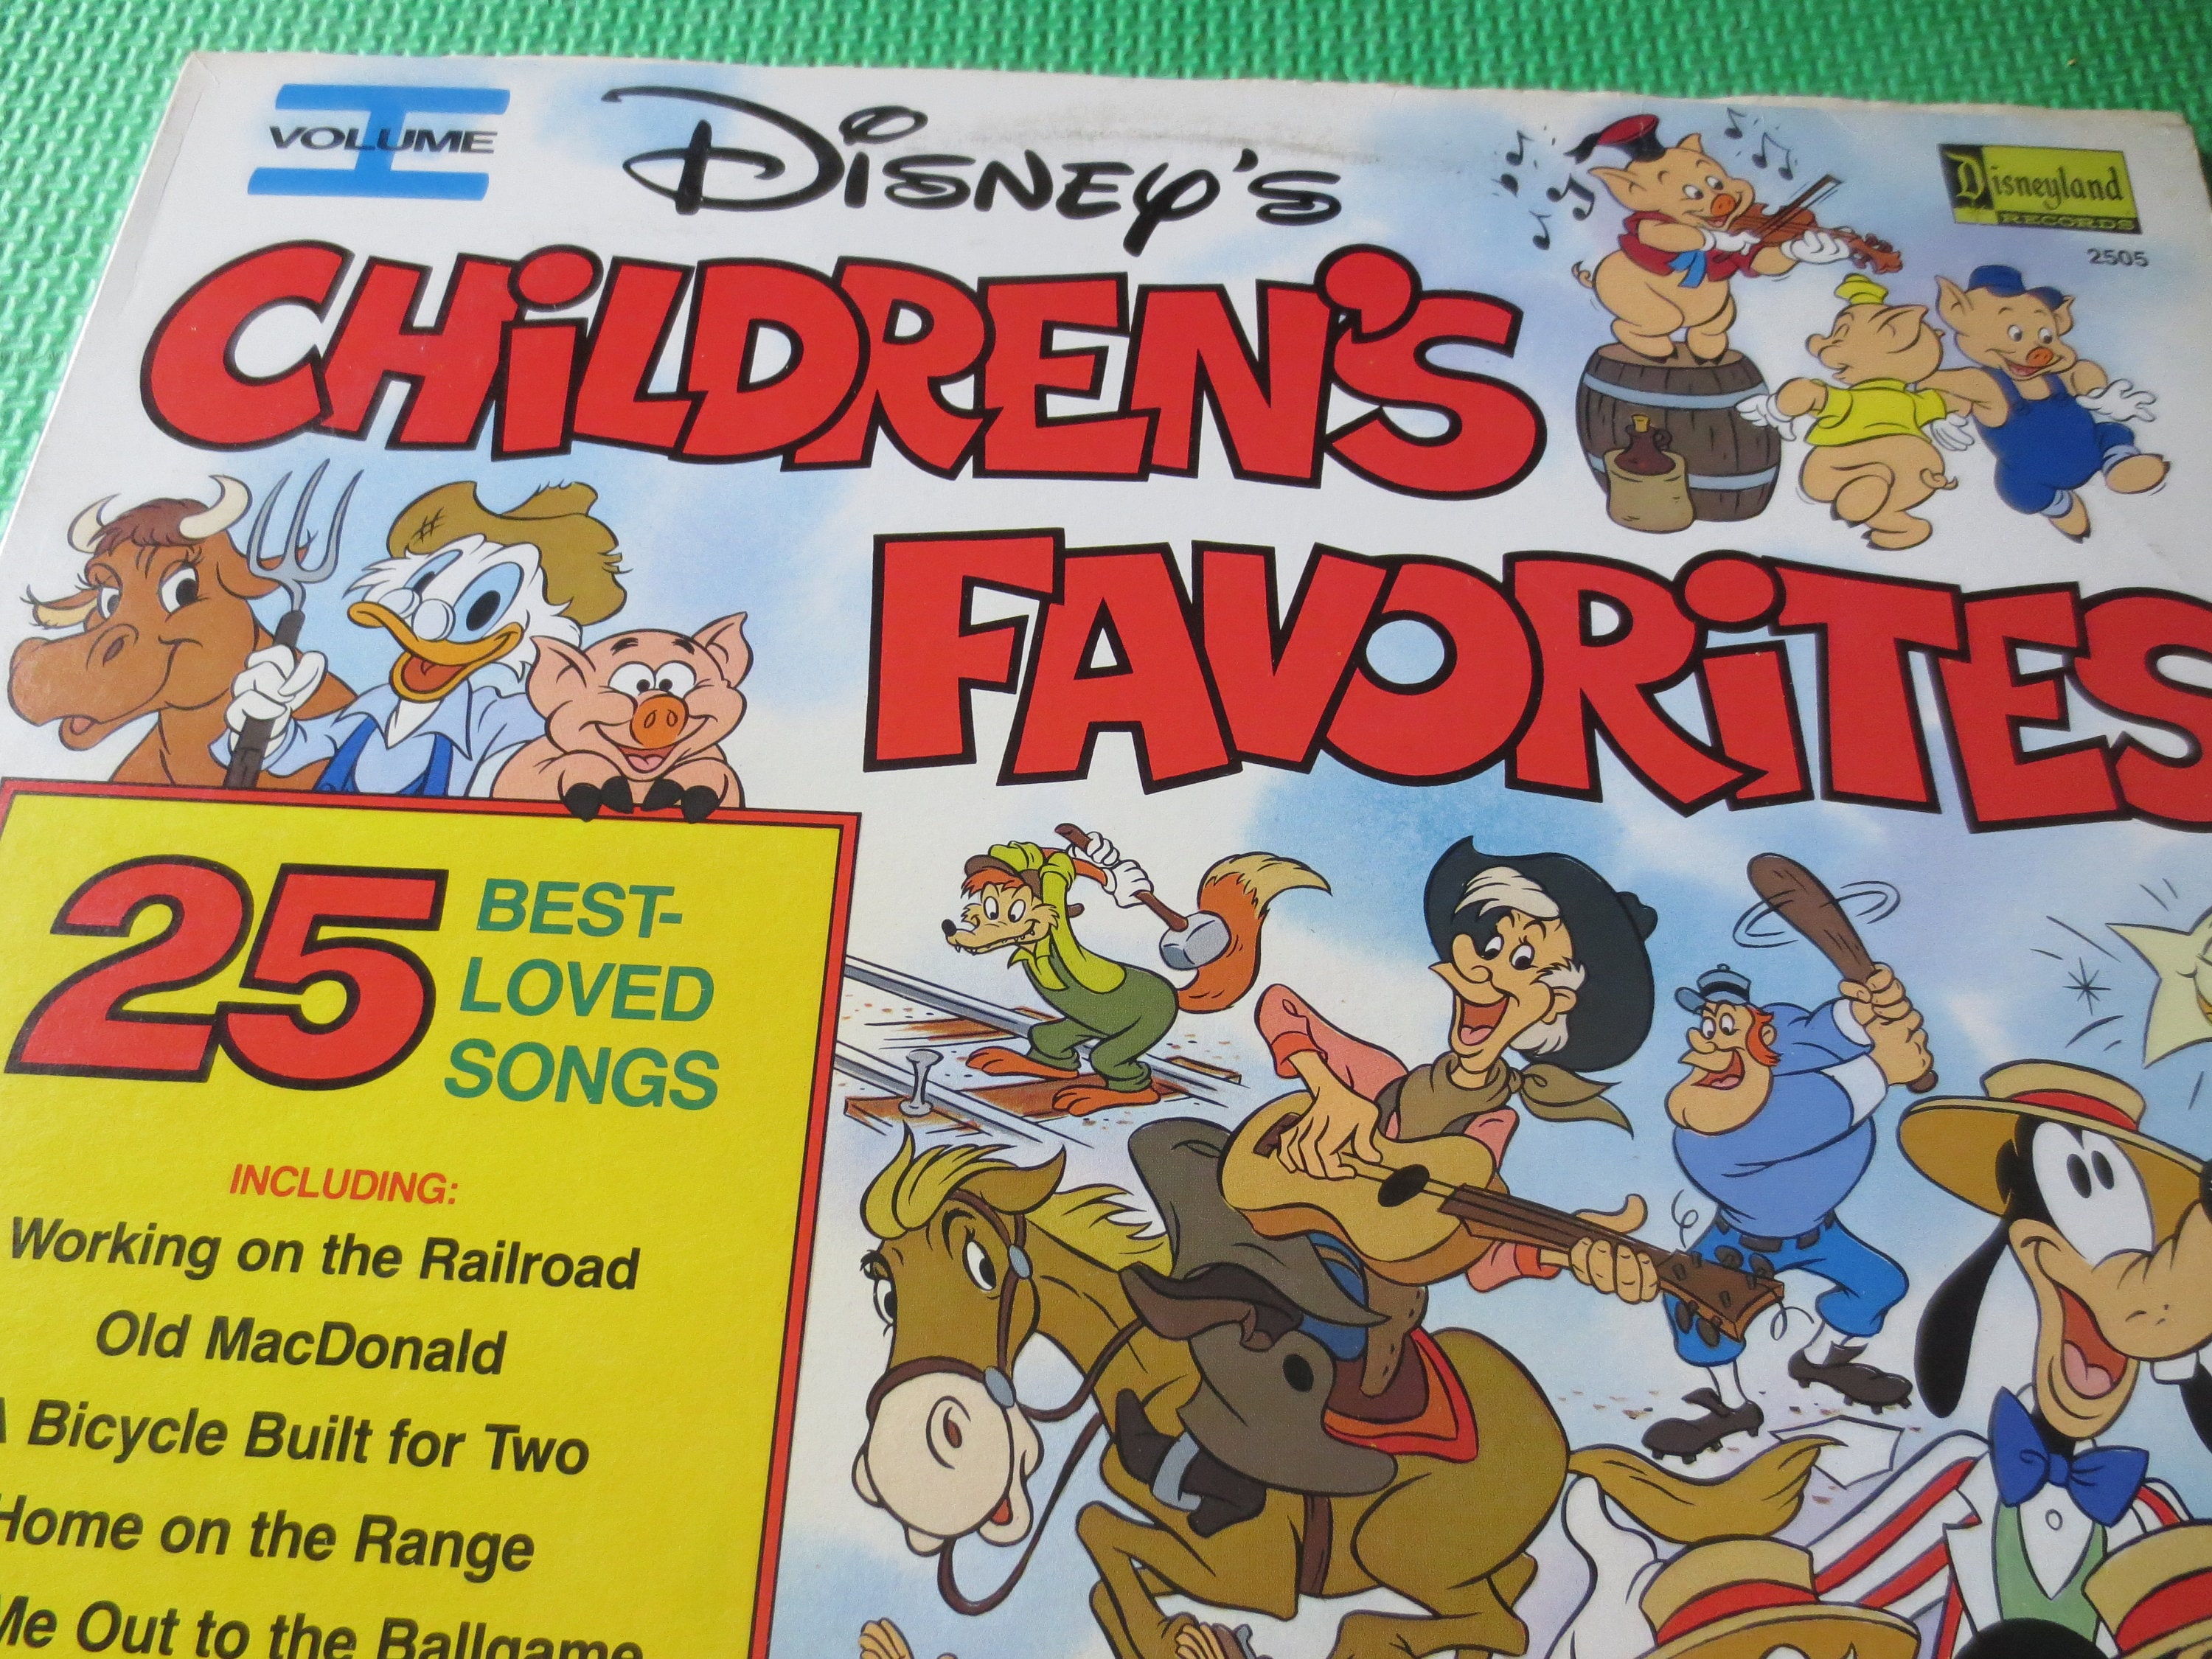 VOLUME I
Disney's
Disneyland
RECORDS
2505
CHiLDREN'S
FAVORiTES
25 BEST-
LOVED
SONGS
INCLUDING:
Working on the Railroad
Old MacDonald
A Bicycle Built for Two
Home on the Range
Me Out to the Ballgame